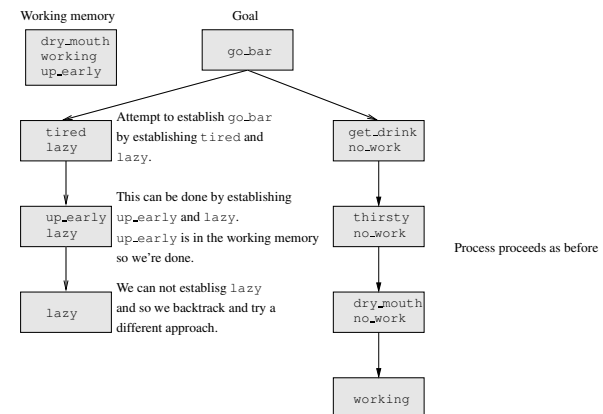 Working memory
Goal
dry_mouth
working
up_early
go_bar
tired
lazy
Attempt to establish go_bar
by establishing tired and
lazy.
get_drink
no_work
up_early
lazy
This can be done by establishing
up_early and lazy.
up_early is in the working memory
so we're done.
thirsty
no_work
Process proceeds as before
lazy
We can not establisg lazy
and so we backtrack and try a
different approach.
dry_mouth
no_work
working